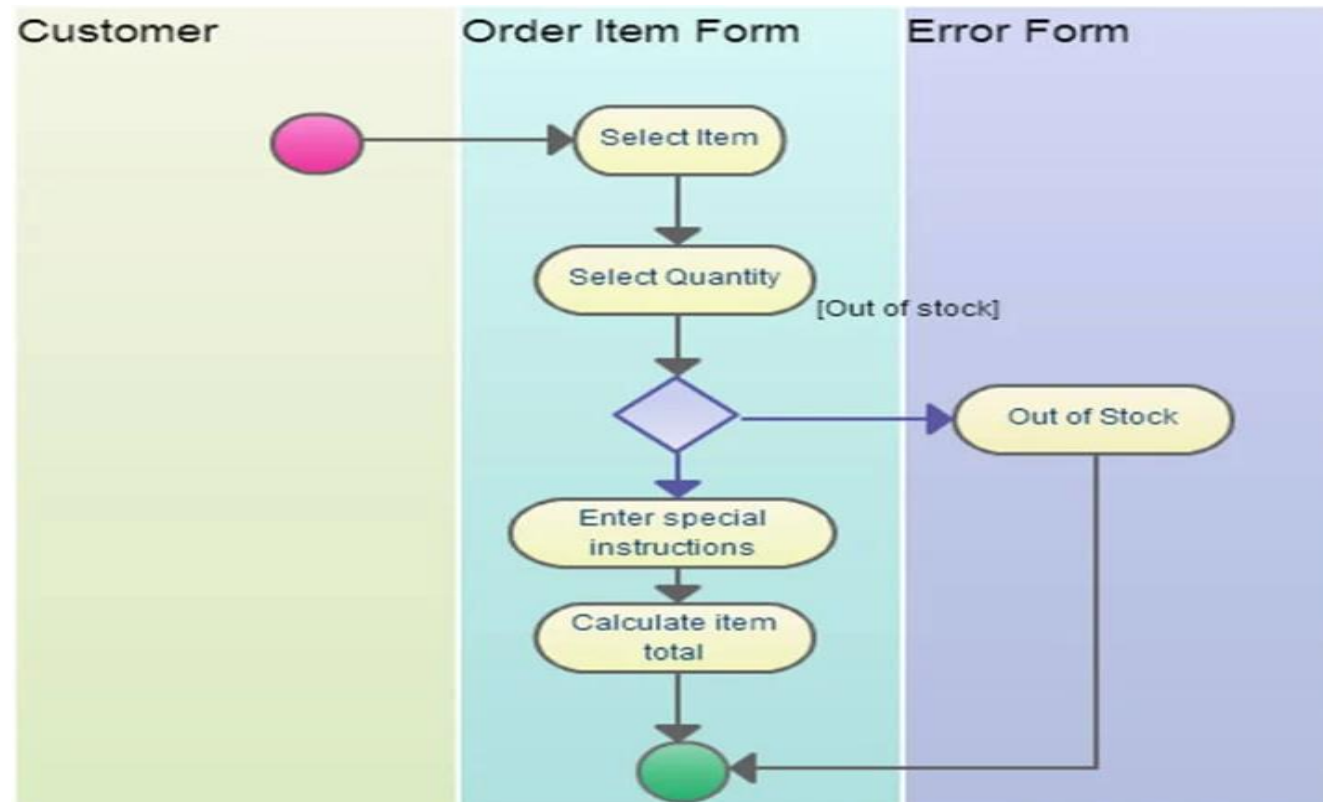 Customer
Order Item Form
Error Form
Select Item
Select Quantity
[Out of stock]
Out of Stock
Enter special
instructions
Calculate item
total